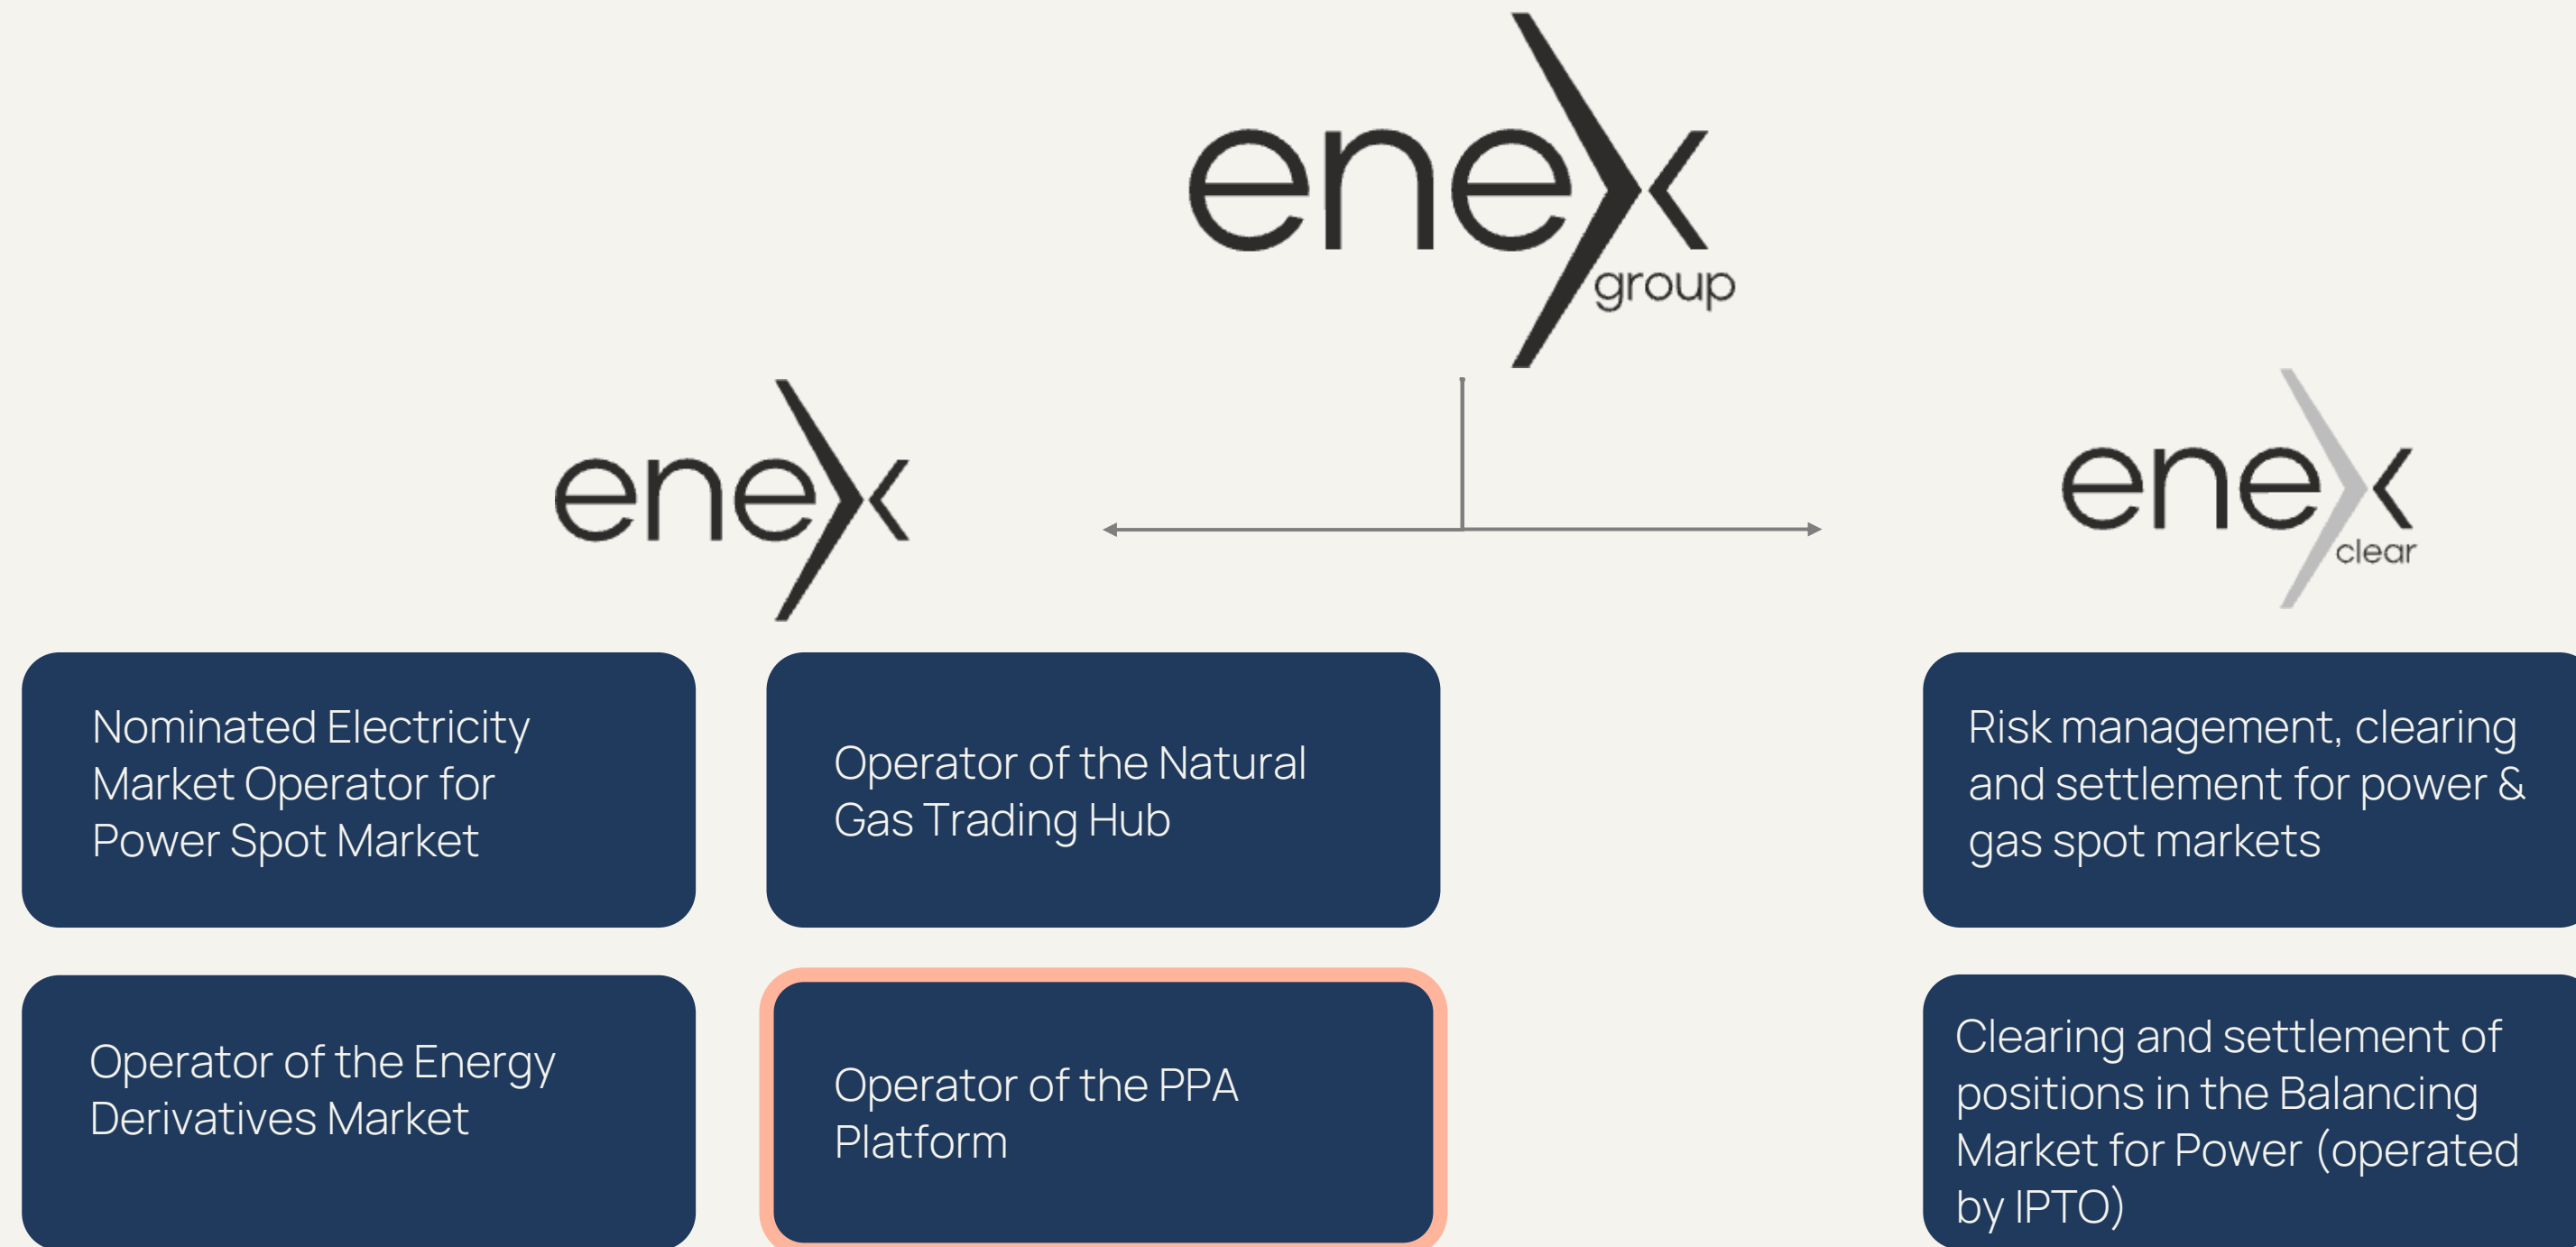 enex
group
enex
enex
clear
Nominated Electricity
Market Operator for
Power Spot Market
Operator of the Natural
Gas Trading Hub
Risk management, clearing
and settlement for power &
gas spot markets
Operator of the Energy
Derivatives Market
Operator of the PPA
Platform
Clearing and settlement of
positions in the Balancing
Market for Power (operated
by IPTO)